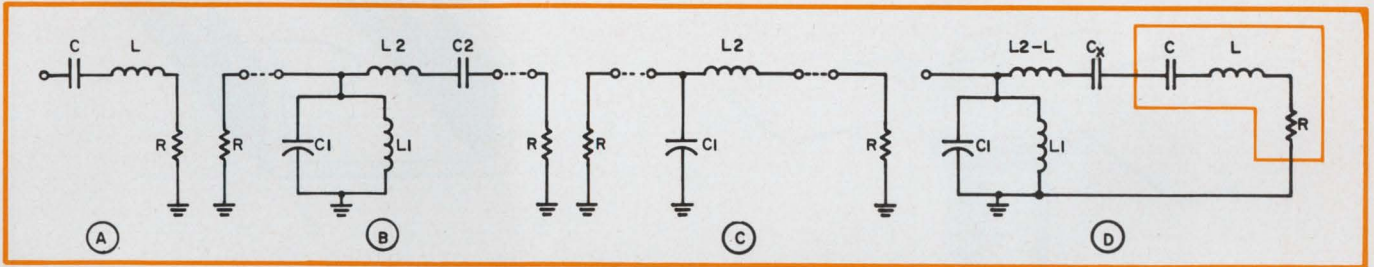 C L R
R C1 L1 L2 C2 R
R C1 L2 R
C1 L1 L2-L Cx C L R
A B C D